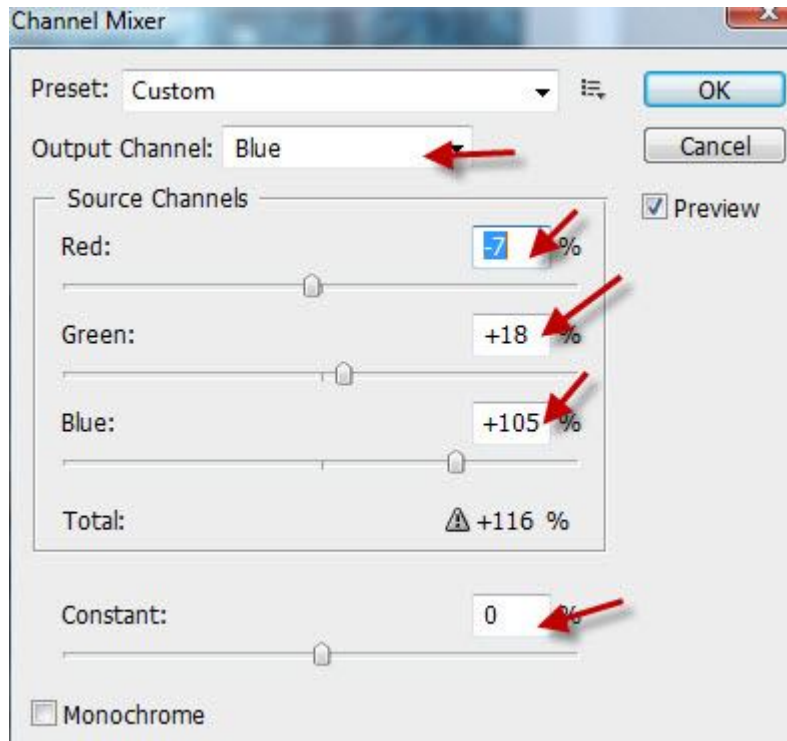 Channel Mixer
Preset: Custom OK
Output Channel: Blue Cancel
Source Channels Preview
Red: -7 %
Green: +18 %
Blue: +105 %
Total: +116 %
Constant: 0 %
Monochrome